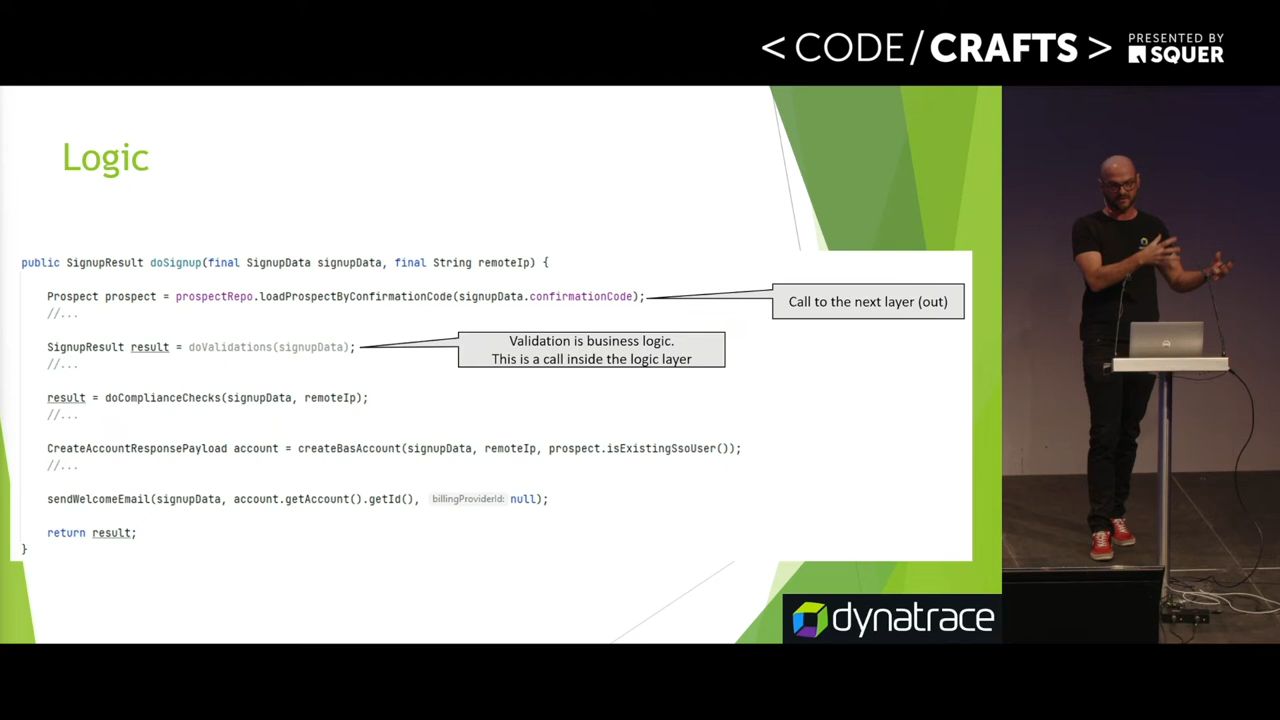 < CODE/CRAFTS >
PRESENTED BY
SQUER
Logic
public SignupResult doSignup(final SignupData signupData, final String remoteIp) {
Prospect prospect = prospectRepo.loadProspectByConfirmationCode(signupData.confirmationCode);
Call to the next layer (out)
//...
SignupResult result = doValidations(signupData);
Validation is business logic.
This is a call inside the logic layer
//...
result = doComplianceChecks(signupData, remoteIp);
//...
CreateAccountResponsePayload account = createBasAccount(signupData, remoteIp, prospect.isExistingSsoUser());
//...
sendWelcomeEmail(signupData, account.getAccount().getId(), billingProviderId: null);
return result;
}
dynatrace